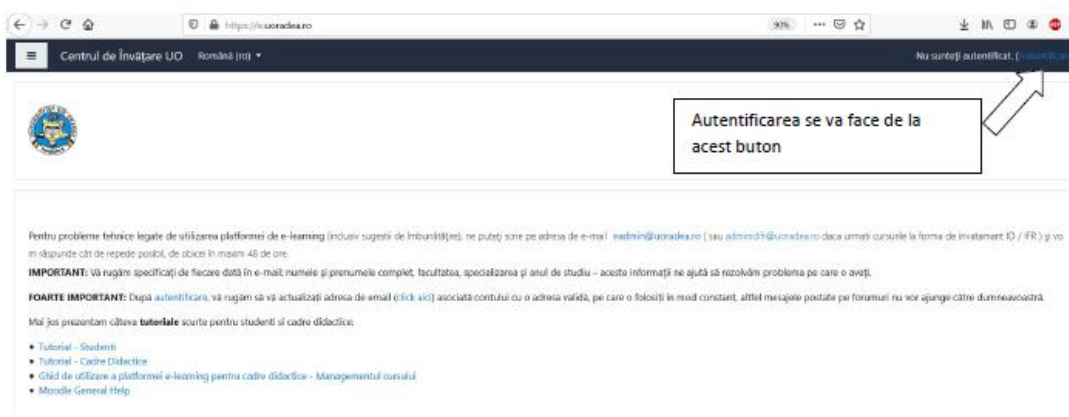 https://e.uoradea.ro
90%
Centrul de Învățare UO Română (ro)
Nu sunteți autentificat. (Autentificare
Autentificarea se va face de la
acest buton
Pentru probleme tehnice legate de utilizarea platformei de e-learning (inclusiv sugestii de îmbunătățire), ne puteți scrie pe adresa de e-mail eadmin@uoradea.ro ( sau adminidifr@uoradea.ro daca urmati cursurile la forma de invatamant ID / IFR ) și vo
m răspunde cât de repede posibil, de obicei în maxim 48 de ore.
IMPORTANT: Vă rugăm specificați de fiecare dată în e-mail: numele și prenumele complet, facultatea, specializarea și anul de studiu – aceste informații ne ajută să rezolvăm problema pe care o aveți.
FOARTE IMPORTANT: După autentificare, vă rugăm să vă actualizați adresa de email (click aici) asociată contului cu o adresa validă, pe care o folosiți în mod constant, altfel mesajele postate pe forumuri nu vor ajunge către dumneavoastră.
Mai jos prezentam câteva tutoriale scurte pentru studenti si cadre didactice:
Tutorial - Studenti
Tutorial - Cadre Didactice
Ghid de utilizare a platformei e-learning pentru cadre didactice - Managementul cursului
Moodle General Help